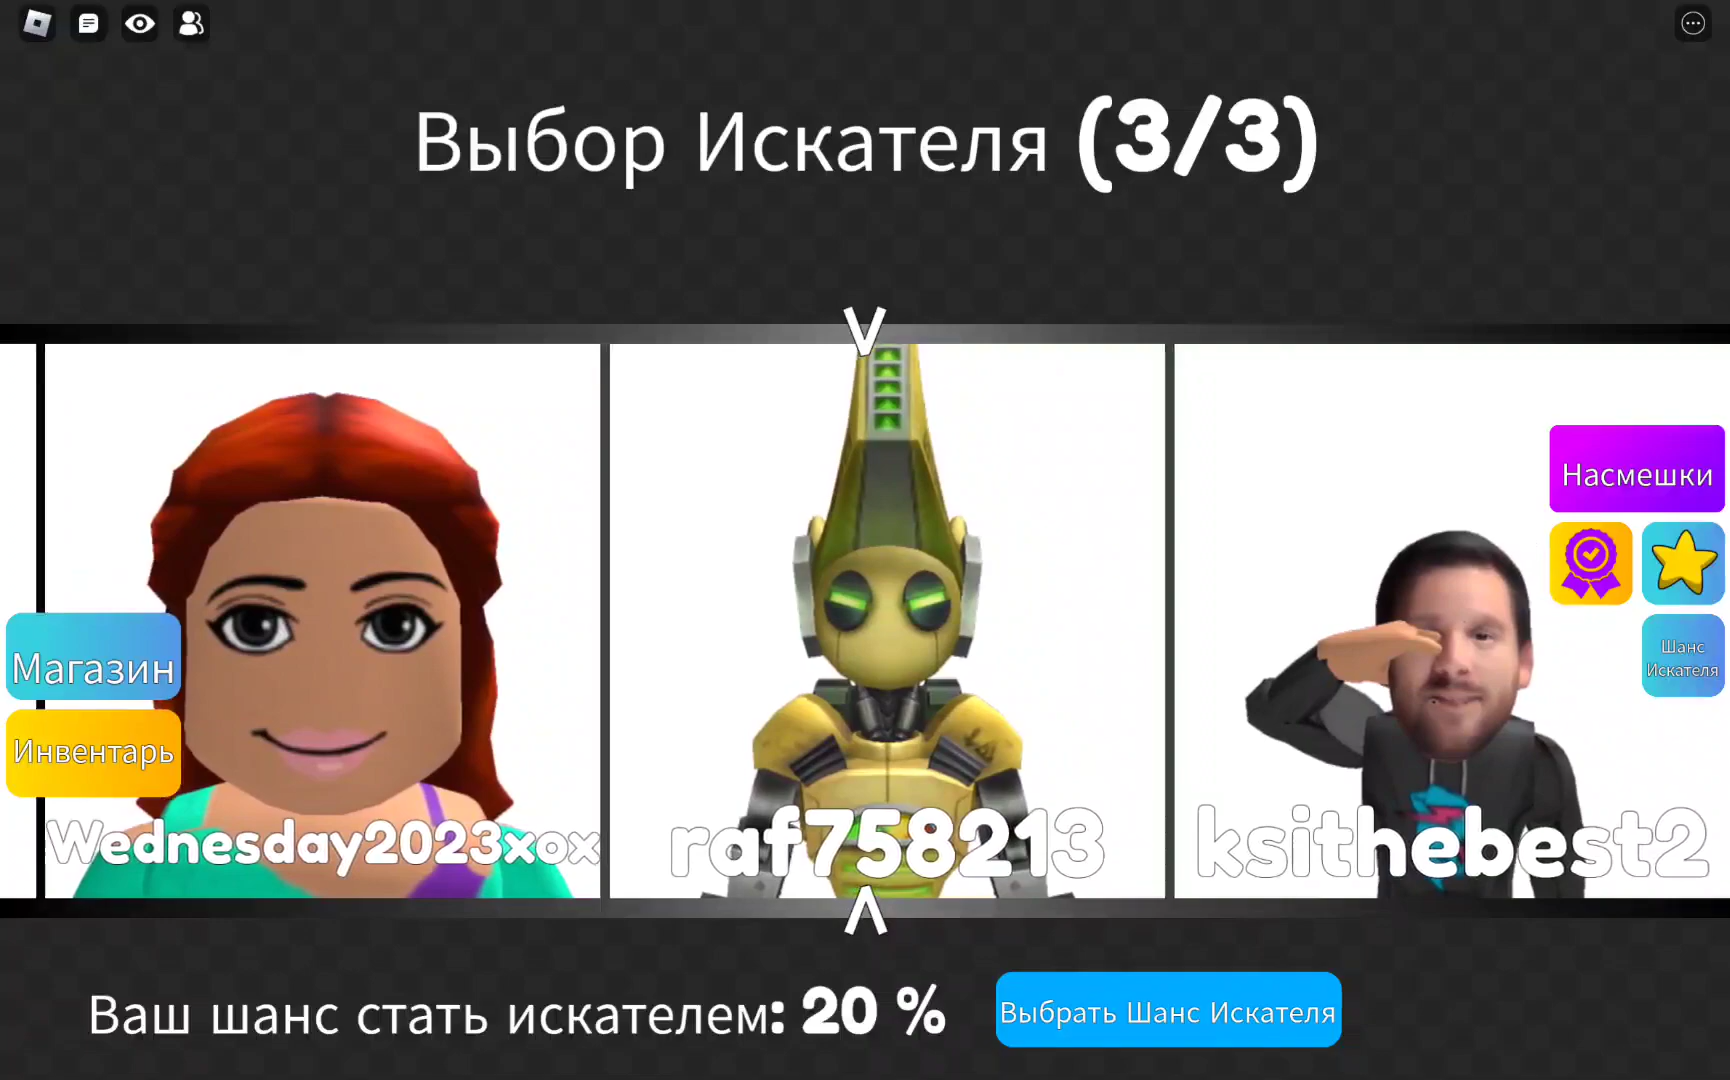 Выбор Искателя (3/3)
Насмешки
Шанс
Искателя
Магазин
Инвентарь
Wednesday2023xox
raf758213
ksithebest2
Ваш шанс стать искателем: 20 %
Выбрать Шанс Искателя